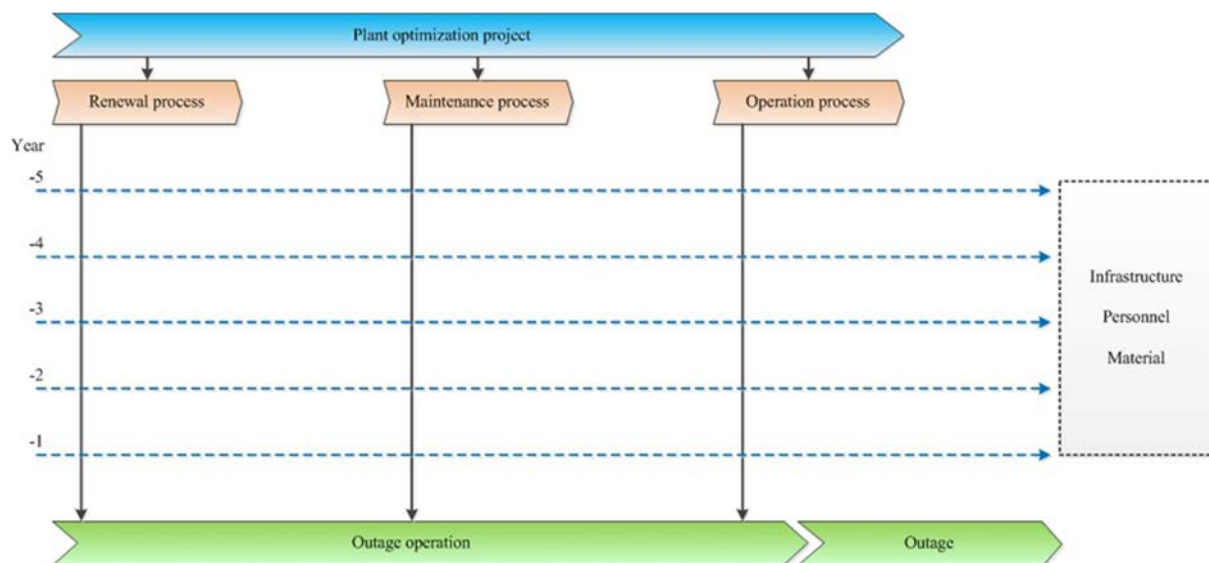 Plant optimization project
Renewal process
Maintenance process
Operation process
Year
-5
-4
-3
-2
-1
Infrastructure
Personnel
Material
Outage operation
Outage